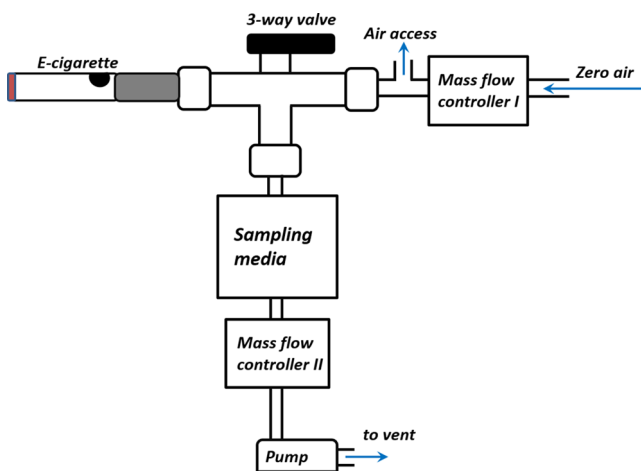 3-way valve
E-cigarette
Air access
Mass flow
controller I
Zero air
Sampling
media
Mass flow
controller II
Pump
to vent